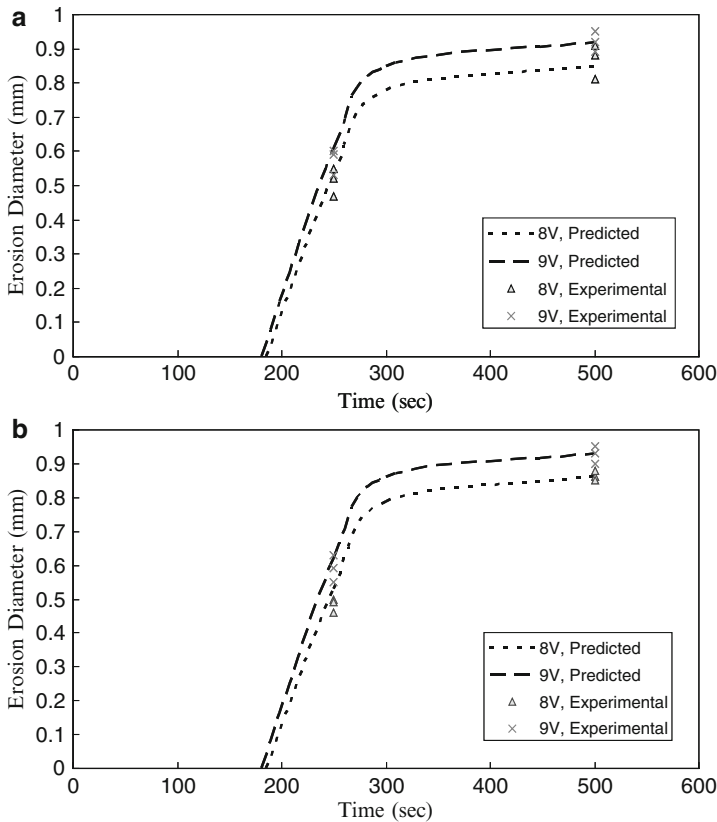 a
1
0.9
0.8
0.7
0.6
0.5
0.4
0.3
0.2
0.1
0
Erosion Diameter (mm)
8V, Predicted
9V, Predicted
8V, Experimental
9V, Experimental
0 100 200 300 400 500 600
Time (sec)
b
1
0.9
0.8
0.7
0.6
0.5
0.4
0.3
0.2
0.1
0
Erosion Diameter (mm)
8V, Predicted
9V, Predicted
8V, Experimental
9V, Experimental
0 100 200 300 400 500 600
Time (sec)